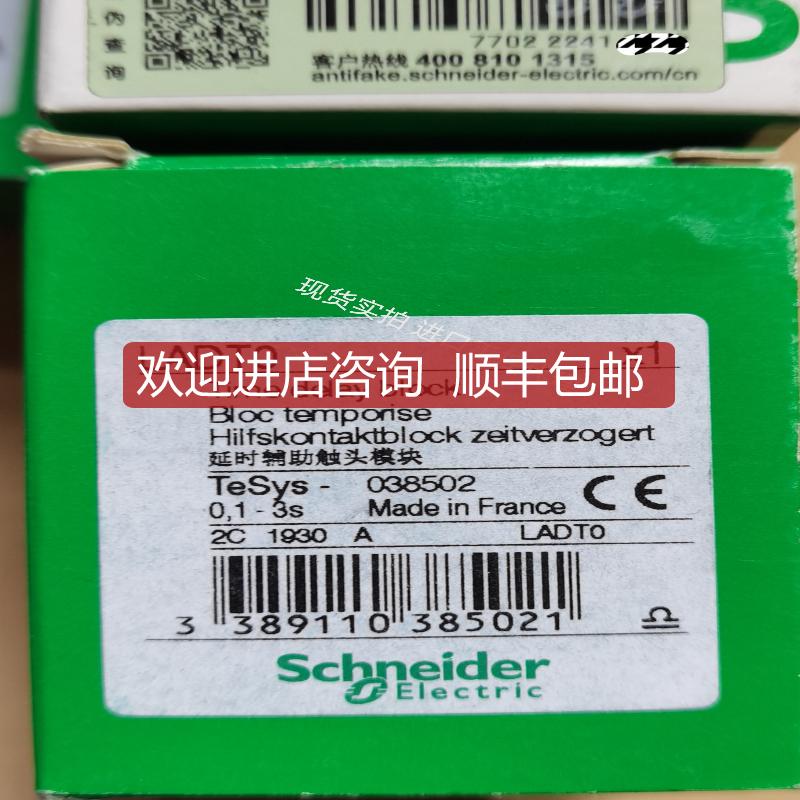 伪
查
询
7702 2241
客户热线 400 810 1315
antifake.schneider-electric.com/cn
现货实拍 进口
LADT0 x1
欢迎进店咨询 顺丰包邮
Bloc temporise
Hilfskontaktblock zeitverzogert
延时辅助触头模块
TeSys - 038502
0,1 - 3s Made in France CE
2C 1930 A LADT0
3 389110 385021
Schneider
Electric